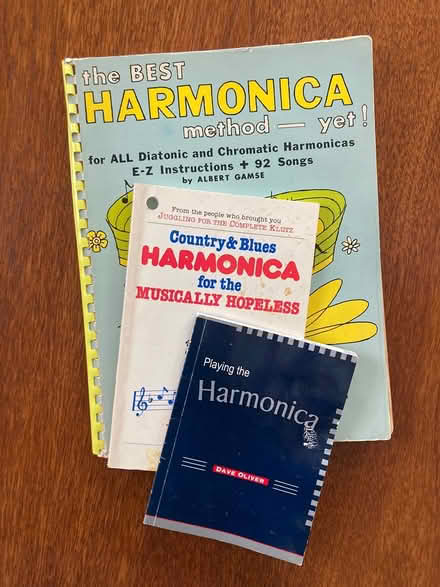 the BEST
HARMONICA
method — yet!
for ALL Diatonic and Chromatic Harmonicas
E-Z Instructions + 92 Songs
by ALBERT GAMSE
From the people who brought you
JUGGLING FOR THE COMPLETE KLUTZ
Country & Blues
HARMONICA
for the
MUSICALLY HOPELESS
Playing the
Harmonica
DAVE OLIVER